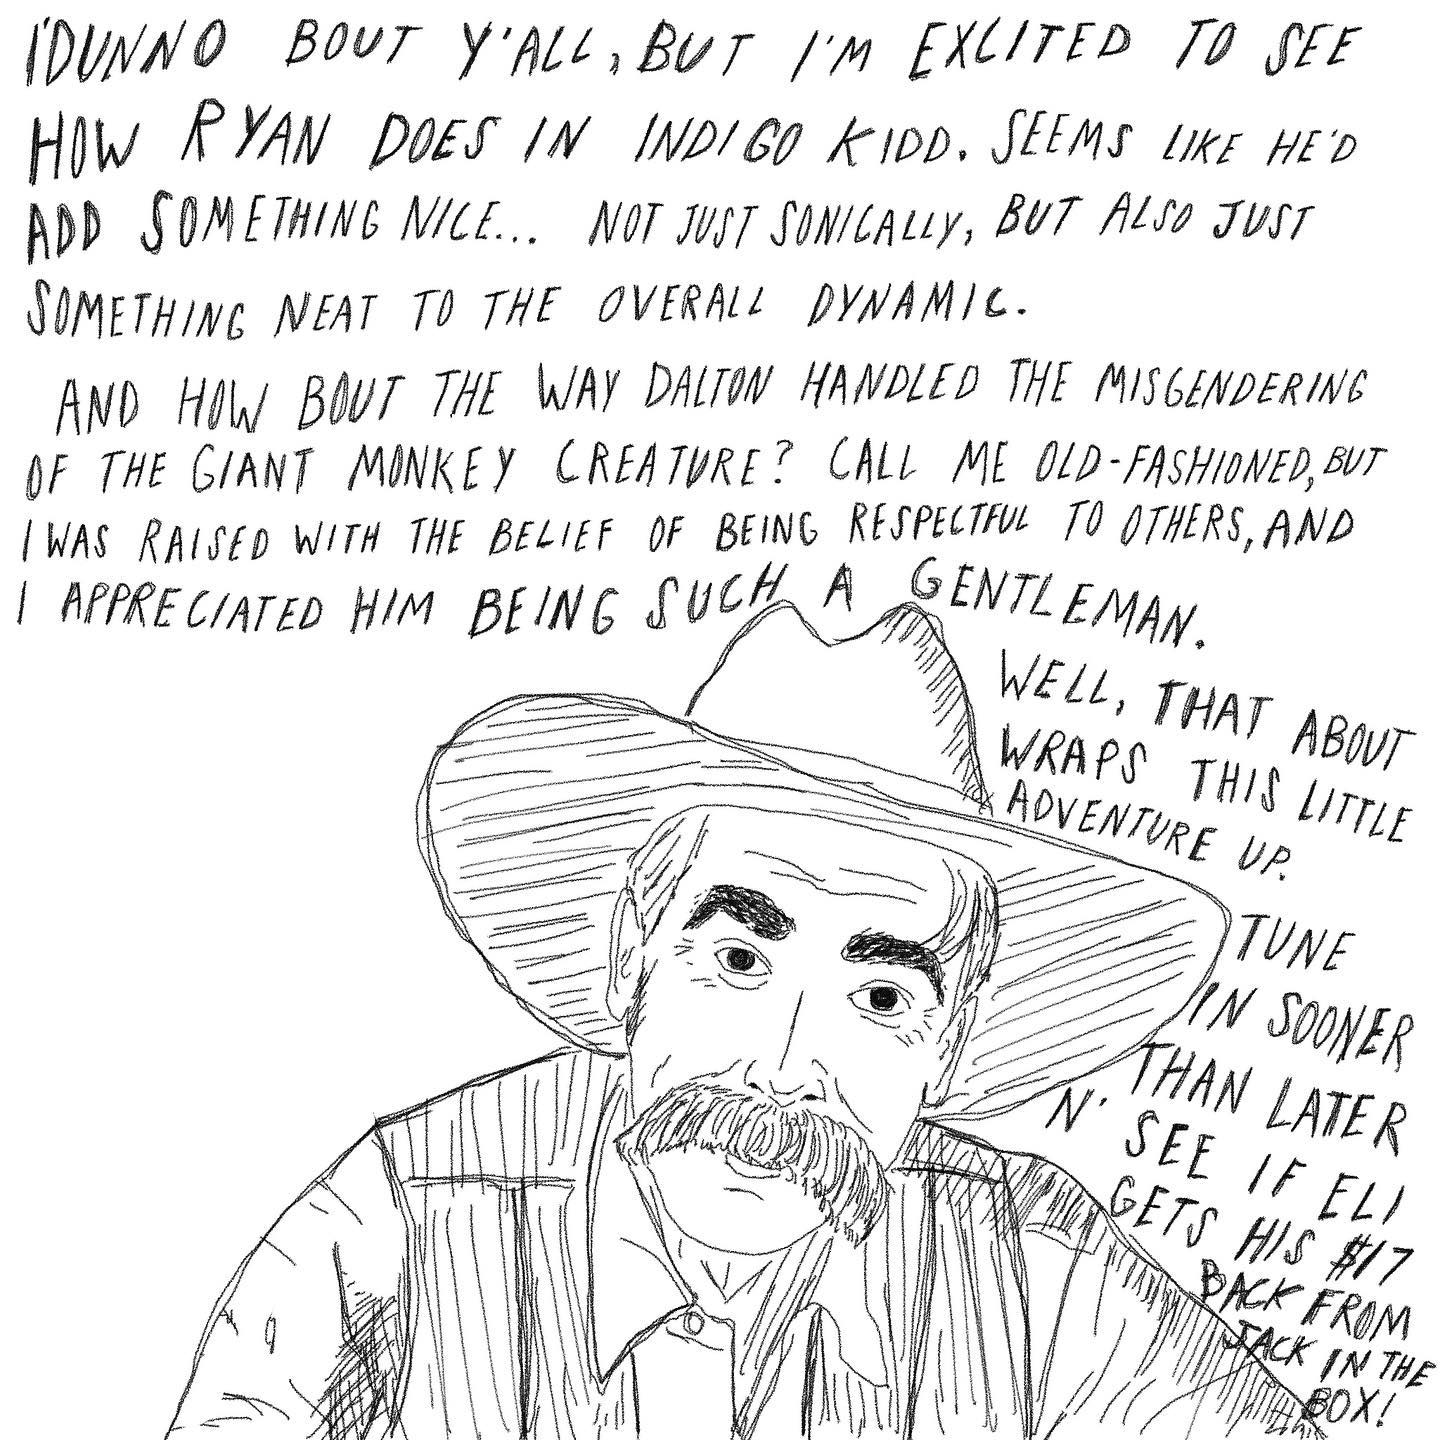 I'DUNNO BOUT Y'ALL, BUT I'M EXCITED TO SEE
HOW RYAN DOES IN INDIGO KIDD. SEEMS LIKE HE'D
ADD SOMETHING NICE... NOT JUST SONICALLY, BUT ALSO JUST
SOMETHING NEAT TO THE OVERALL DYNAMIC.
AND HOW BOUT THE WAY DALTON HANDLED THE MISGENDERING
OF THE GIANT MONKEY CREATURE? CALL ME OLD-FASHIONED, BUT
I WAS RAISED WITH THE BELIEF OF BEING RESPECTFUL TO OTHERS, AND
I APPRECIATED HIM BEING SUCH A GENTLEMAN.
WELL, THAT ABOUT
WRAPS THIS LITTLE
ADVENTURE UP.
TUNE
IN SOONER
THAN LATER
N' SEE IF ELI
GETS HIS $17
BACK FROM
JACK IN THE
BOX!